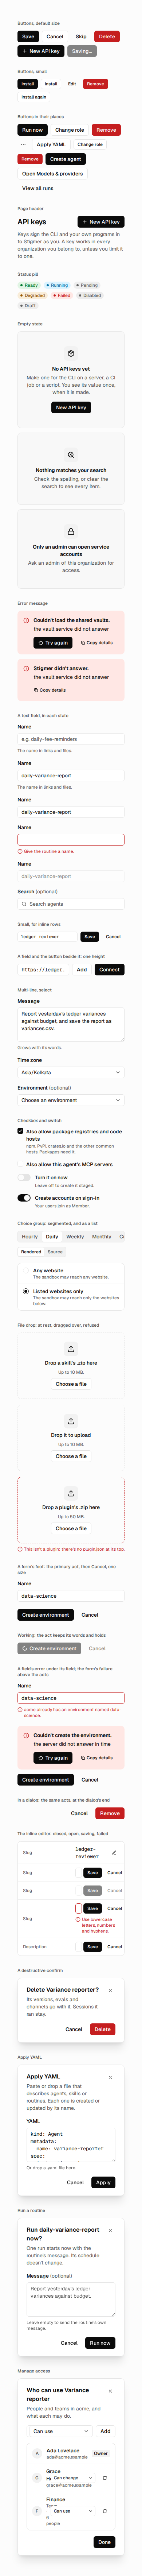 Buttons, default size
Save Cancel Skip Delete
New API key Saving...
Buttons, small
Install Install Edit Remove
Install again
Buttons in their places
Run now Change role Remove
Apply YAML Change role
Remove Create agent
Open Models & providers
View all runs
Page header
API keys New API key
Keys sign the CLI and your own programs in
to Stigmer as you. A key works in every
organization you belong to, unless you limit
it to one.
Status pill
Ready Running Pending
Degraded Failed Disabled
Draft
Empty state
No API keys yet
Make one for the CLI on a server, a CI
job or a script. You see its value once,
when it is made.
New API key
Nothing matches your search
Check the spelling, or clear the
search to see every item.
Only an admin can open service
accounts
Ask an admin of this organization for
access.
Error message
Couldn't load the shared vaults.
the vault service did not answer
Try again Copy details
Stigmer didn't answer.
the vault service did not answer
Copy details
A text field, in each state
Name
e.g. daily-fee-reminders
The name in links and files.
Name
daily-variance-report
The name in links and files.
Name
daily-variance-report
Name
Give the routine a name.
Name
daily-variance-report
Search (optional)
Search agents
Small, for inline rows
ledger-reviewer Save Cancel
A field and the button beside it: one height
https://ledger. Add Connect
Multi-line, select
Message
Report yesterday's ledger variances
against budget, and save the report as
variances.csv.
Grows with its words.
Time zone
Asia/Kolkata
Environment (optional)
Choose an environment
Checkbox and switch
Also allow package registries and code
hosts
npm, PyPI, crates.io and the other common
hosts. Packages need it.
Also allow this agent's MCP servers
Turn it on now
Leave off to create it staged.
Create accounts on sign-in
Your users join as Member.
Choice group: segmented, and as a list
Hourly Daily Weekly Monthly
Rendered Source
Any website
The sandbox may reach any website.
Listed websites only
The sandbox may reach only the websites
below.
File drop: at rest, dragged over, refused
Drop a skill's .zip here
Up to 10 MB.
Choose a file
Drop it to upload
Up to 10 MB.
Choose a file
Drop a plugin's .zip here
Up to 50 MB.
Choose a file
This isn't a plugin: there's no plugin.json at its top.
A form's foot: the primary act, then Cancel, one
size
Name
data-science
Create environment Cancel
Working: the act keeps its words and holds
Create environment Cancel
A field's error under its field; the form's failure
above the acts
Name
data-science
acme already has an environment named data-
science.
Couldn't create the environment.
the server did not answer in time
Try again Copy details
Create environment Cancel
In a dialog: the same acts, at the dialog's end
Cancel Remove
The inline editor: closed, open, saving, failed
Slug ledger-
reviewer
Slug Save Cancel
Slug Save Cancel
Slug Save Cancel
Use lowercase
letters, numbers
and hyphens.
Description Save Cancel
A destructive confirm
Delete Variance reporter?
Its versions, evals and
channels go with it. Sessions it
ran stay.
Cancel Delete
Apply YAML
Apply YAML
Paste or drop a file that
describes agents, skills or
routines. Each one is created or
updated by its name.
YAML
kind: Agent
metadata:
name: variance-reporter
spec:
Or drop a .yaml file here.
Cancel Apply
Run a routine
Run daily-variance-report
now?
One run starts now with the
routine's message. Its schedule
doesn't change.
Message (optional)
Report yesterday's ledger
variances against budget.
Leave empty to send the routine's own
message.
Cancel Run now
Manage access
Who can use Variance
reporter
People and teams in acme, and
what each may do.
Can use Add
A Ada Lovelace Owner
ada@acme.example
G Grace Can change
grace@acme.example
F Finance
Can use
6
people
Done